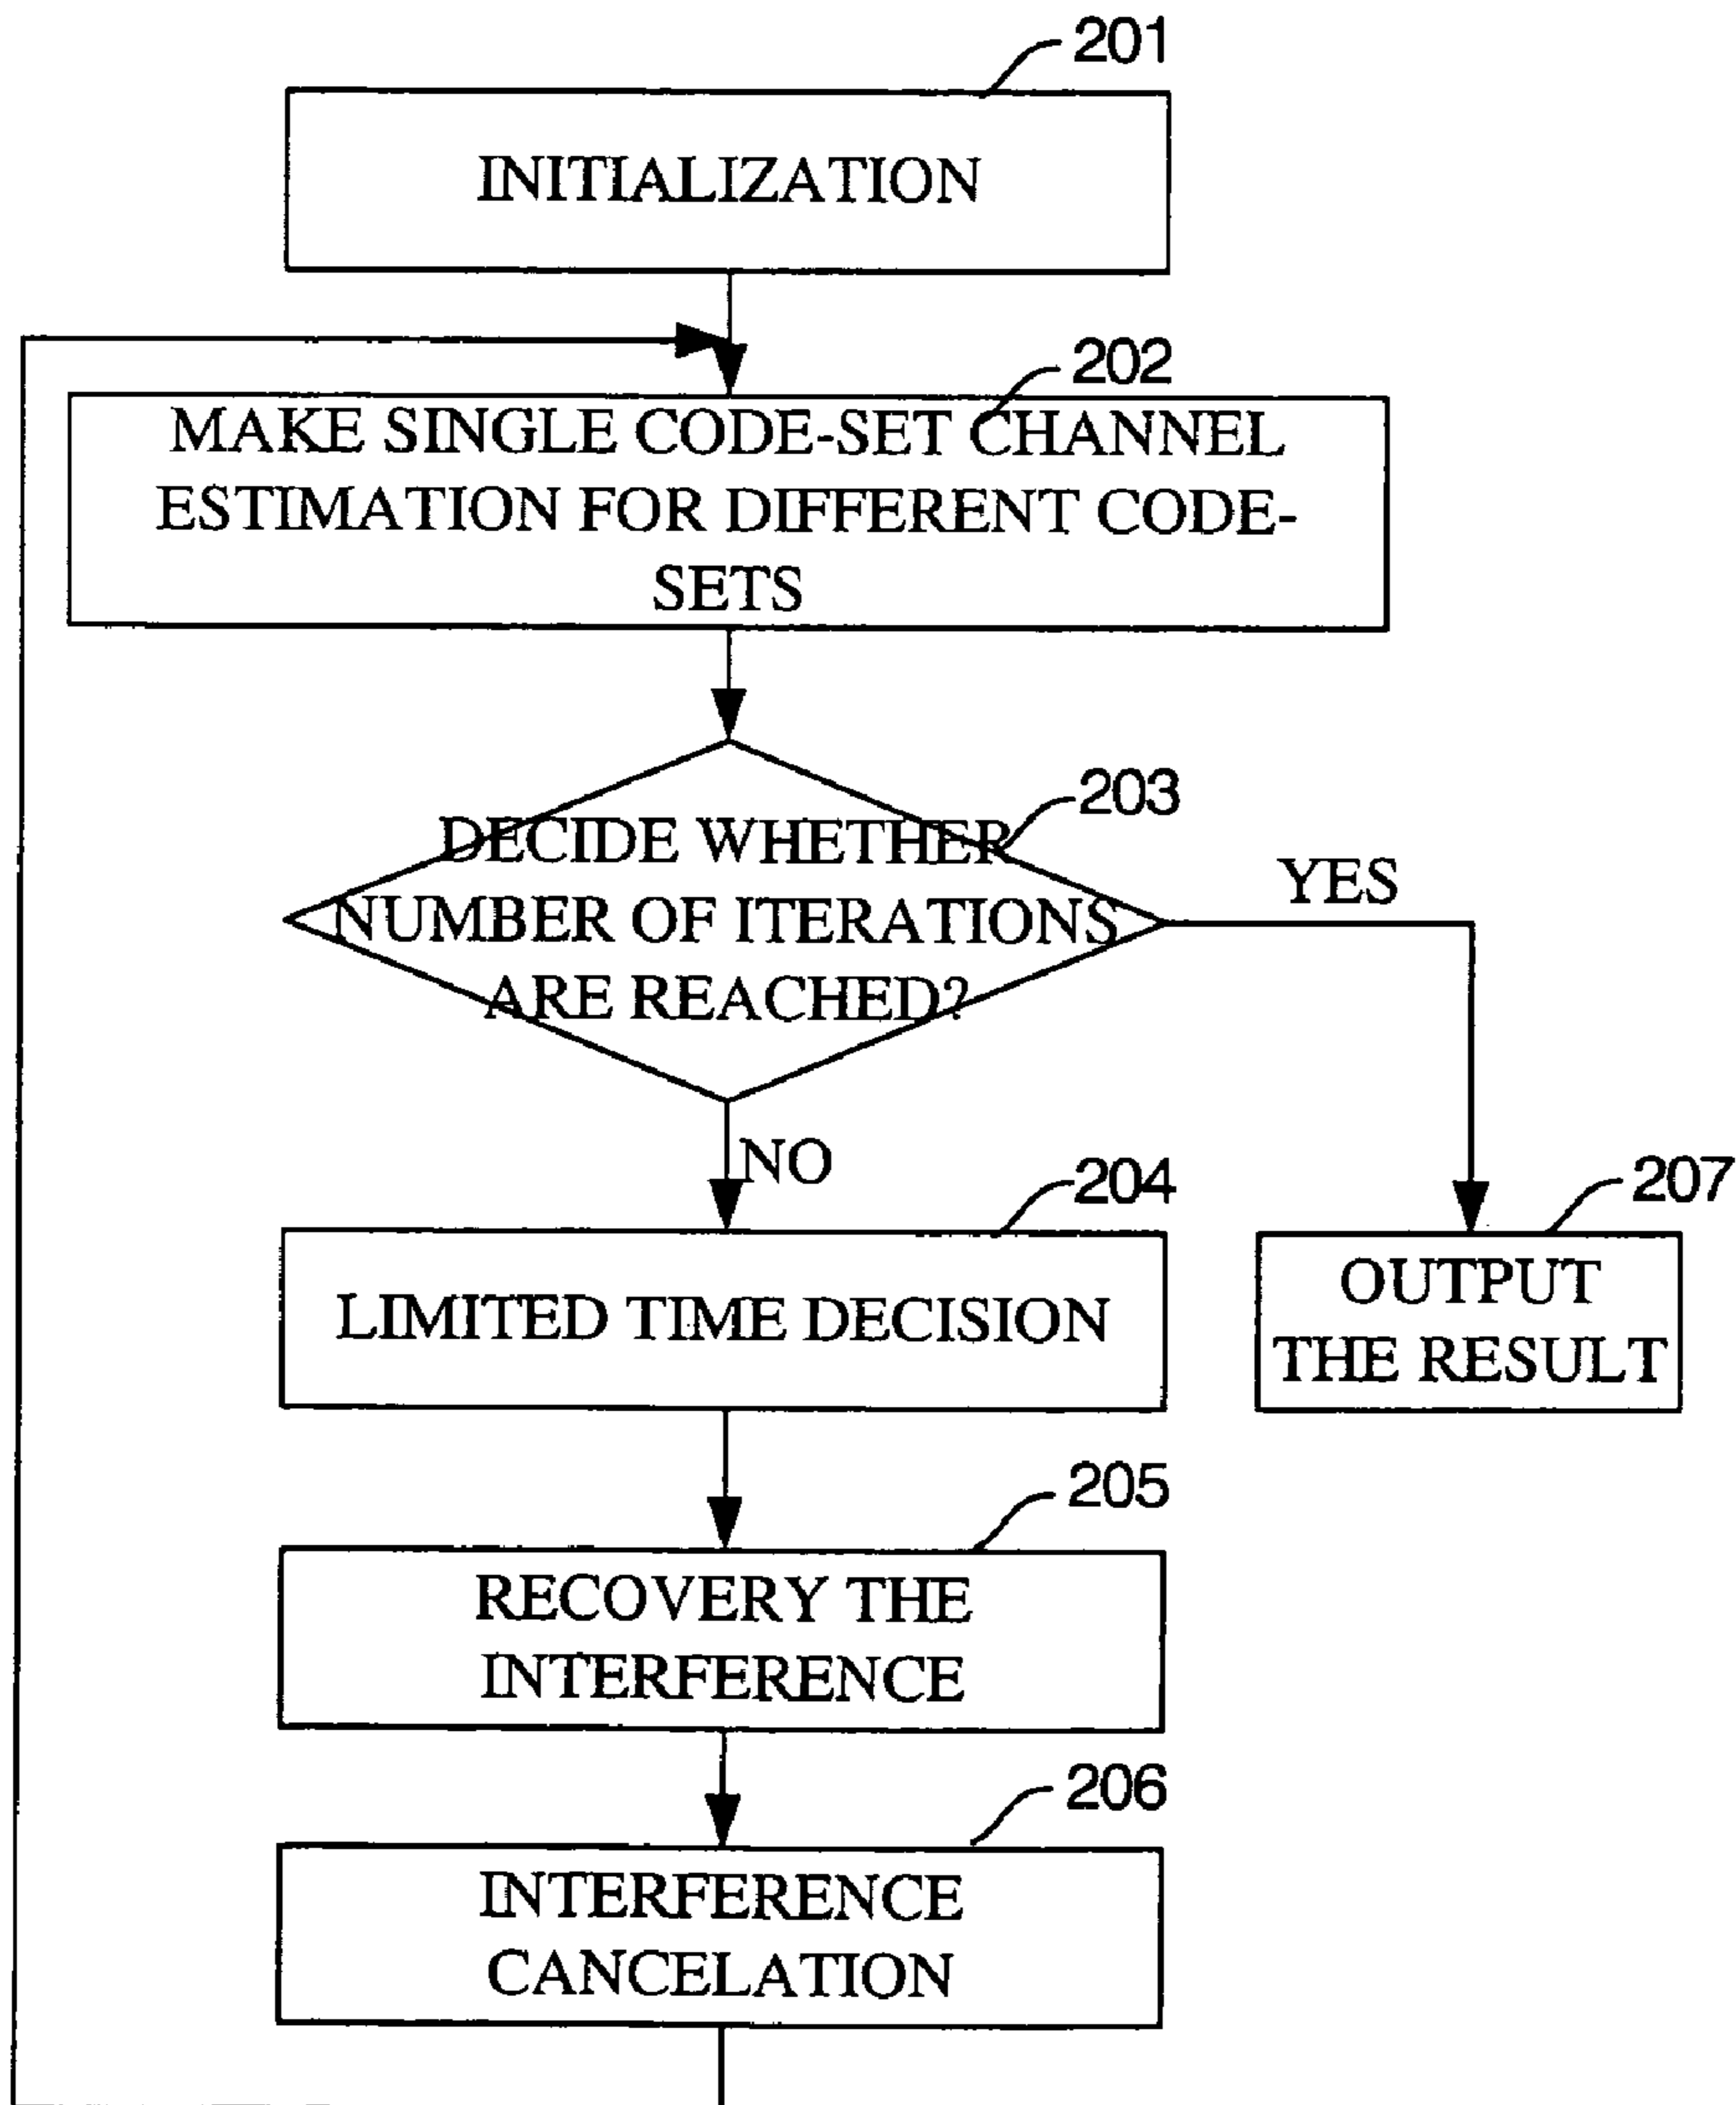 201
INITIALIZATION
202
MAKE SINGLE CODE-SET CHANNEL
ESTIMATION FOR DIFFERENT CODE-
SETS
203
DECIDE WHETHER
NUMBER OF ITERATIONS
ARE REACHED?
YES
NO
204
LIMITED TIME DECISION
207
OUTPUT
THE RESULT
205
RECOVERY THE
INTERFERENCE
206
INTERFERENCE
CANCELATION